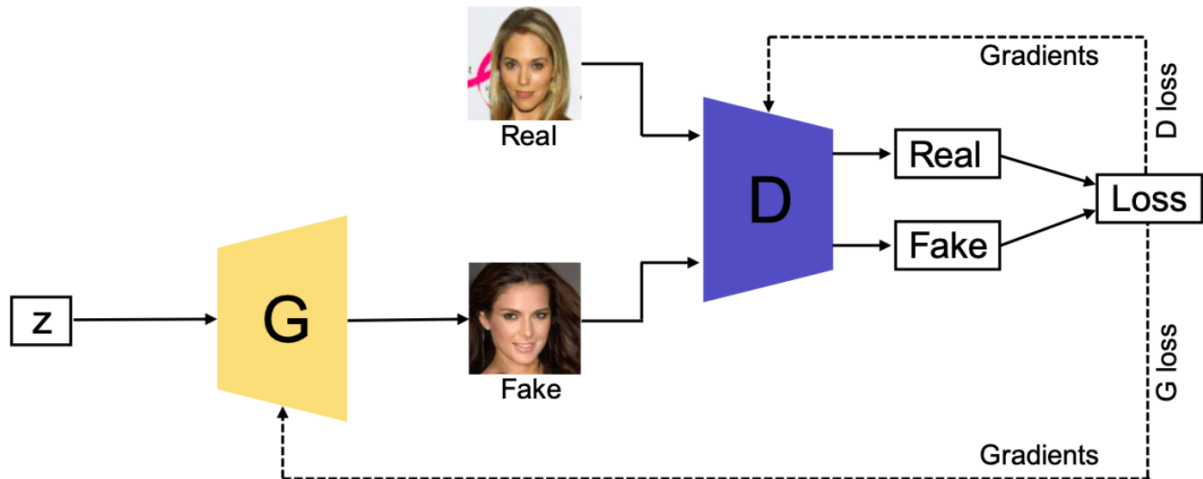 Real
Gradients
D loss
D
Real
Loss
Fake
z
G
Fake
G loss
Gradients